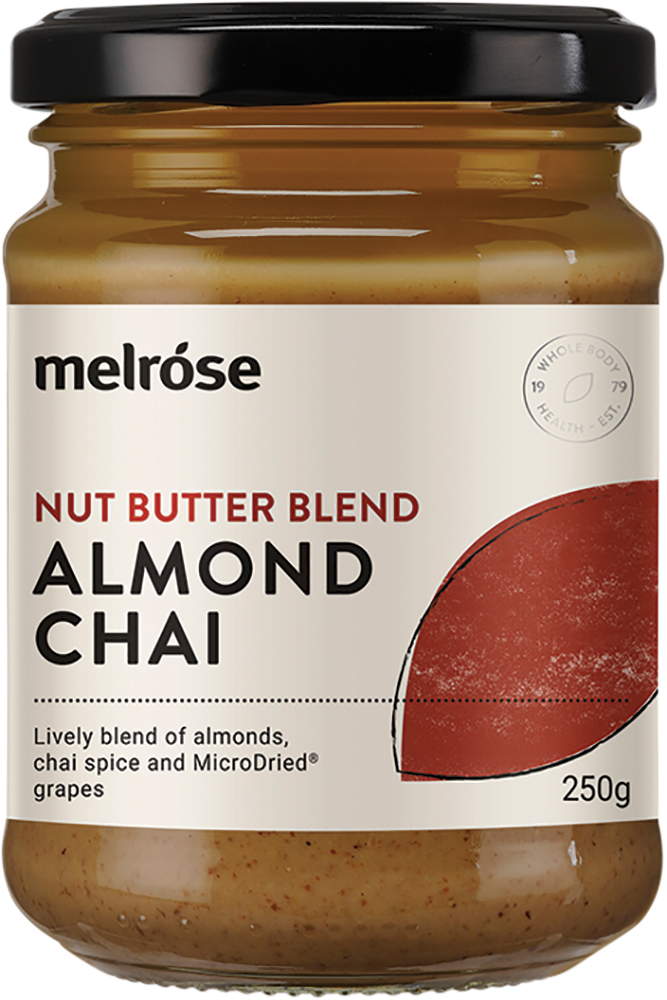 melróse
WHOLE BODY
19 79
HEALTH – EST.
NUT BUTTER BLEND
ALMOND
CHAI
Lively blend of almonds,
chai spice and MicroDried®
grapes
250g